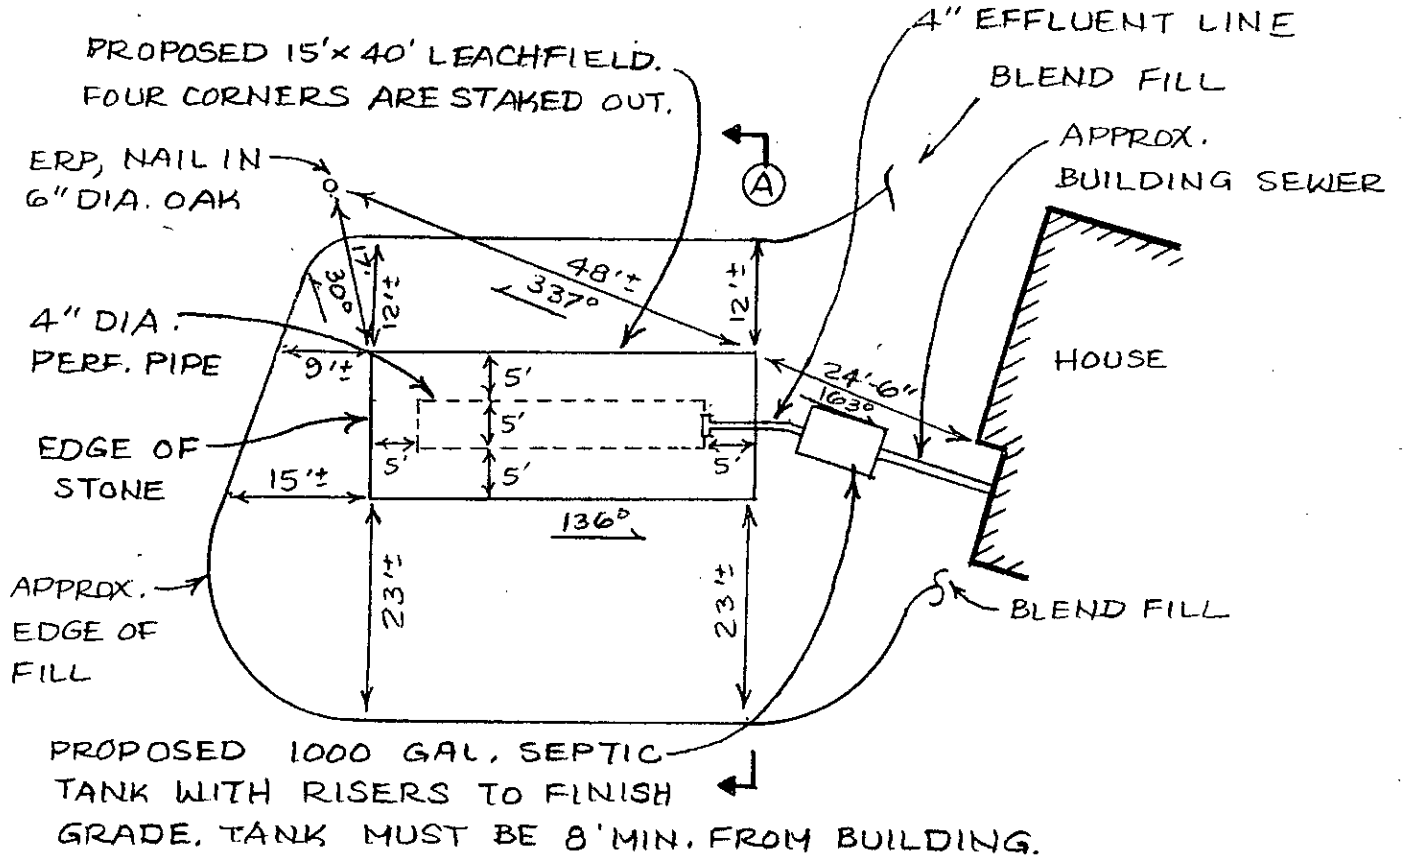 4" EFFLUENT LINE
PROPOSED 15'x 40' LEACHFIELD.
FOUR CORNERS ARE STAKED OUT.
BLEND FILL
APPROX.
BUILDING SEWER
ERP, NAIL IN
6" DIA. OAK
A
17'
30°
12'±
48'±
337°
12'±
4" DIA.
PERF. PIPE
9'±
5'
24'-6"
163°
HOUSE
5'
EDGE OF
STONE
5'
5'
5'
15'±
136°
23'±
23'±
APPROX.
EDGE OF
FILL
BLEND FILL
PROPOSED 1000 GAL. SEPTIC
TANK WITH RISERS TO FINISH
GRADE. TANK MUST BE 8' MIN. FROM BUILDING.